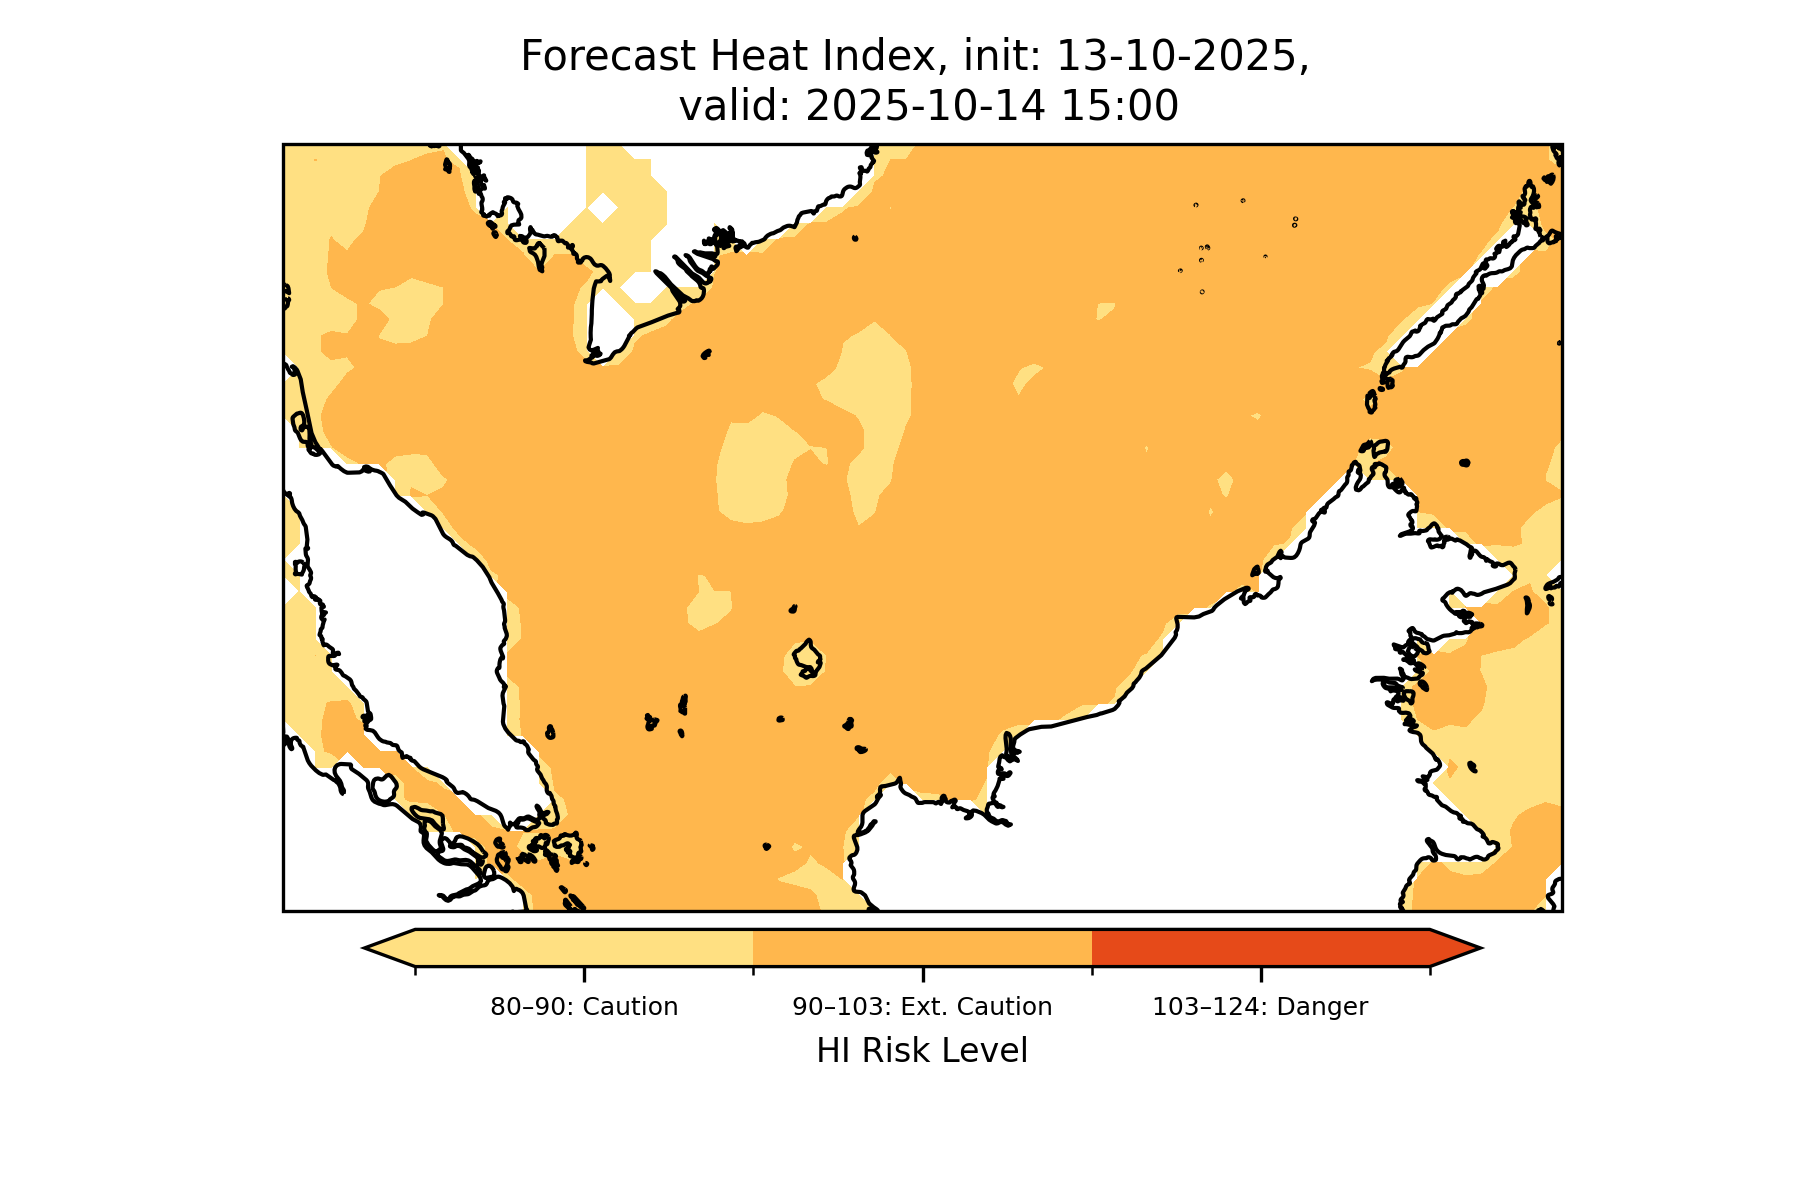 Forecast Heat Index, init: 13-10-2025,
valid: 2025-10-14 15:00
80–90: Caution
90–103: Ext. Caution
103–124: Danger
HI Risk Level